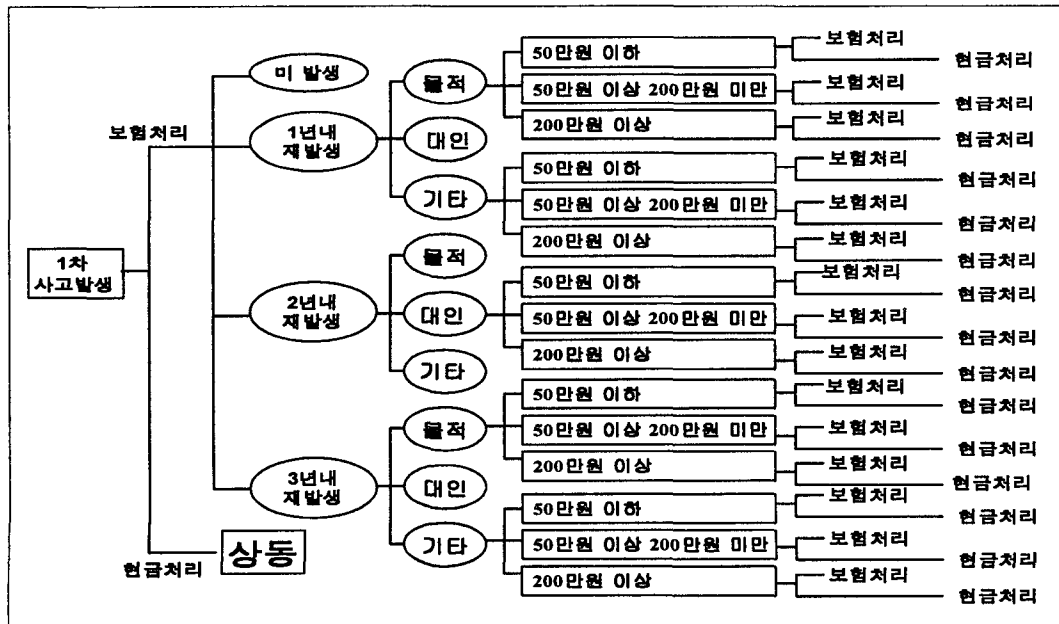 1차
사고발생
보험처리
현금처리
미 발생
1년내
재발생
2년내
재발생
3년내
재발생
상동
물적
대인
기타
물적
대인
기타
물적
대인
기타
50만원 이하
보험처리
현금처리
50만원 이상 200만원 미만
보험처리
현금처리
200만원 이상
보험처리
현금처리
50만원 이하
보험처리
현금처리
50만원 이상 200만원 미만
보험처리
현금처리
200만원 이상
보험처리
현금처리
50만원 이하
보험처리
현금처리
50만원 이상 200만원 미만
보험처리
현금처리
200만원 이상
보험처리
현금처리
50만원 이하
보험처리
현금처리
50만원 이상 200만원 미만
보험처리
현금처리
200만원 이상
보험처리
현금처리
50만원 이하
보험처리
현금처리
50만원 이상 200만원 미만
보험처리
현금처리
200만원 이상
보험처리
현금처리